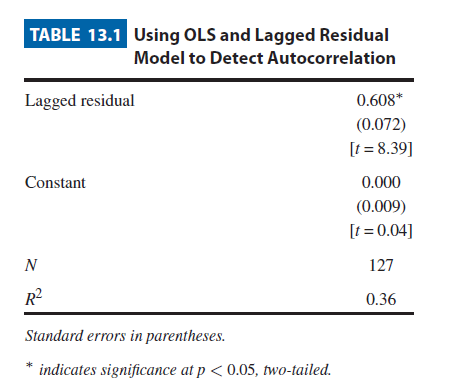 TABLE 13.1 Using OLS and Lagged Residual
Model to Detect Autocorrelation
Lagged residual 0.608*
(0.072)
[t = 8.39]
Constant 0.000
(0.009)
[t = 0.04]
N 127
R² 0.36
Standard errors in parentheses.
* indicates significance at p < 0.05, two-tailed.